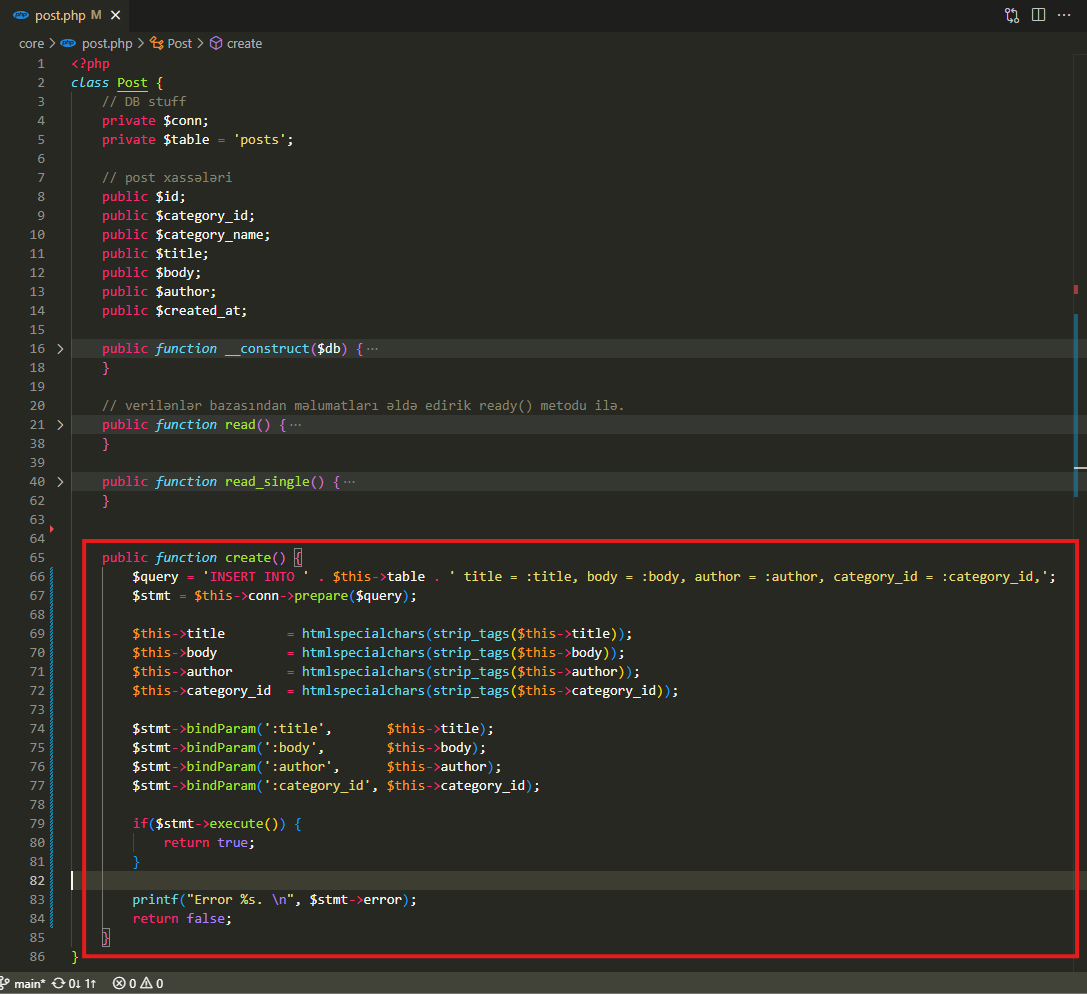 php post.php M
core > php post.php > Post > create
1 <?php
2 class Post {
3     // DB stuff
4     private $conn;
5     private $table = 'posts';
6
7     // post xassələri
8     public $id;
9     public $category_id;
10     public $category_name;
11     public $title;
12     public $body;
13     public $author;
14     public $created_at;
15
16     public function __construct($db) { ···
18     }
19
20     // verilənlər bazasından məlumatları əldə edirik ready() metodu ilə.
21     public function read() { ···
38     }
39
40     public function read_single() { ···
62     }
63
64
65     public function create() {
66         $query = 'INSERT INTO ' . $this->table . ' title = :title, body = :body, author = :author, category_id = :category_id,';
67         $stmt = $this->conn->prepare($query);
68
69         $this->title        = htmlspecialchars(strip_tags($this->title));
70         $this->body         = htmlspecialchars(strip_tags($this->body));
71         $this->author       = htmlspecialchars(strip_tags($this->author));
72         $this->category_id  = htmlspecialchars(strip_tags($this->category_id));
73
74         $stmt->bindParam(':title',       $this->title);
75         $stmt->bindParam(':body',        $this->body);
76         $stmt->bindParam(':author',      $this->author);
77         $stmt->bindParam(':category_id', $this->category_id);
78
79         if($stmt->execute()) {
80             return true;
81         }
82
83         printf("Error %s. \n", $stmt->error);
84         return false;
85     }
86 }
main* 0↓ 1↑ 0 0